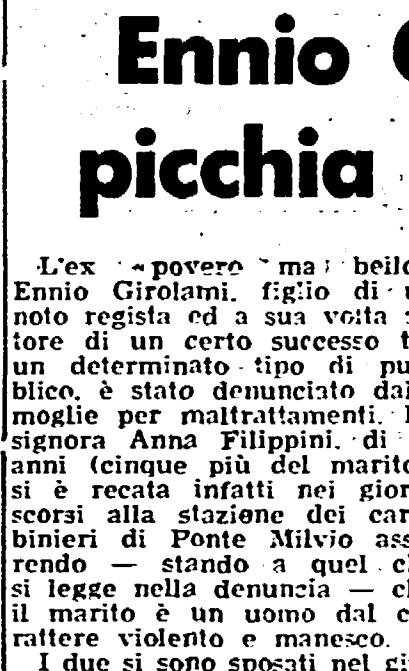 Ennio
picchia
L'ex «povero ma bello
Ennio Girolami, figlio di
noto regista ed a sua volta
tore di un certo successo
un determinato tipo di pu
blico, è stato denunciato dal
moglie per maltrattamenti.
signora Anna Filippini, di
anni (cinque più del marito
si è recata infatti nei gior
scorsi alla stazione dei car
binieri di Ponte Milvio ass
rendo — stando a quel
si legge nella denuncia —
il marito è un uomo dal c
rattere violento e manesco.
I due si sono sposati nel gi